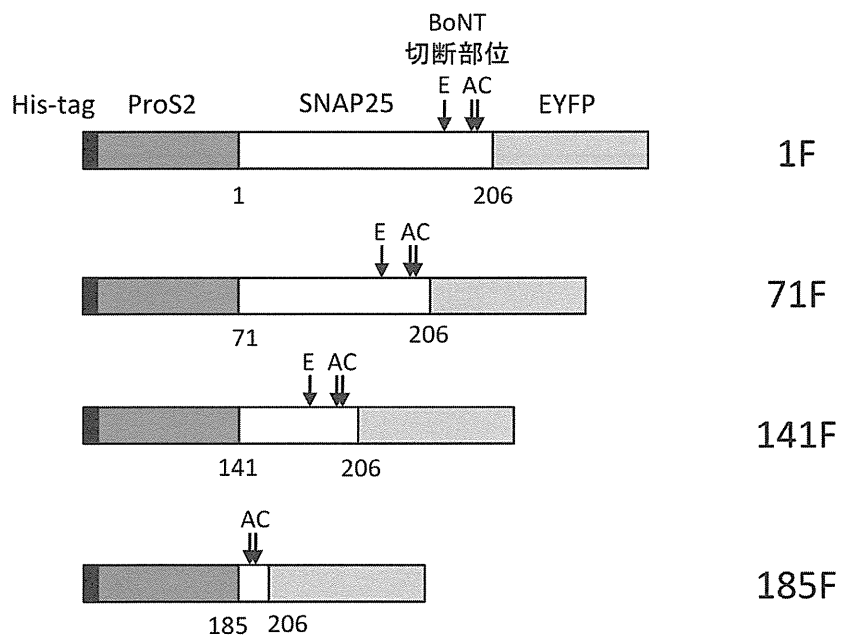 BoNT
切断部位
E AC
His-tag ProS2 SNAP25 EYFP
1F
1 206
E AC
71F
71 206
E AC
141F
141 206
AC
185F
185 206